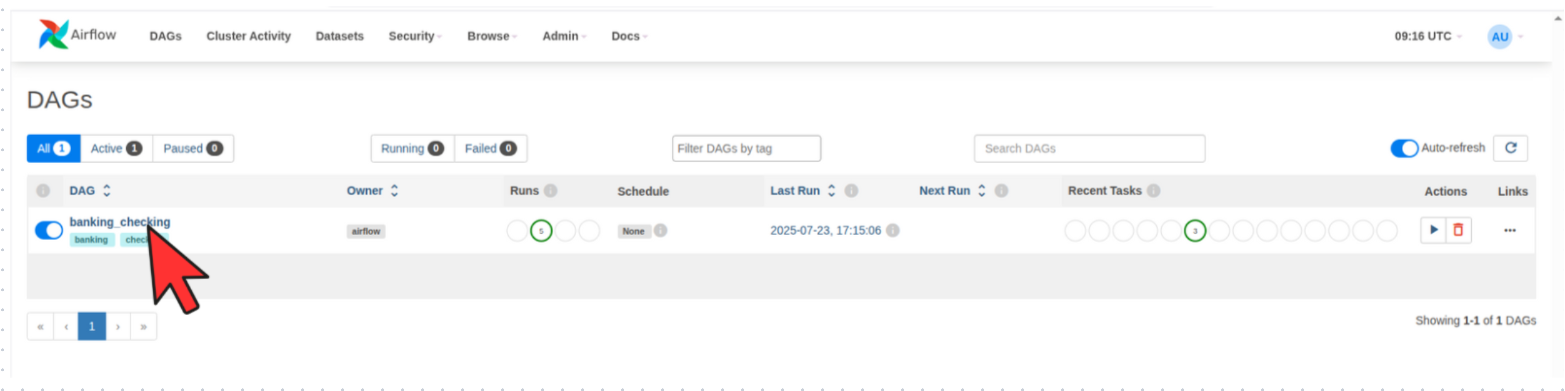 Airflow DAGs Cluster Activity Datasets Security Browse Admin Docs 09:16 UTC AU
DAGs
All 1 Active 1 Paused 0 Running 0 Failed 0 Filter DAGs by tag Search DAGs Auto-refresh
DAG Owner Runs Schedule Last Run Next Run Recent Tasks Actions Links
banking_checking
airflow 5 None 2025-07-23, 17:15:06 3
banking
« ‹ 1 › »
Showing 1-1 of 1 DAGs